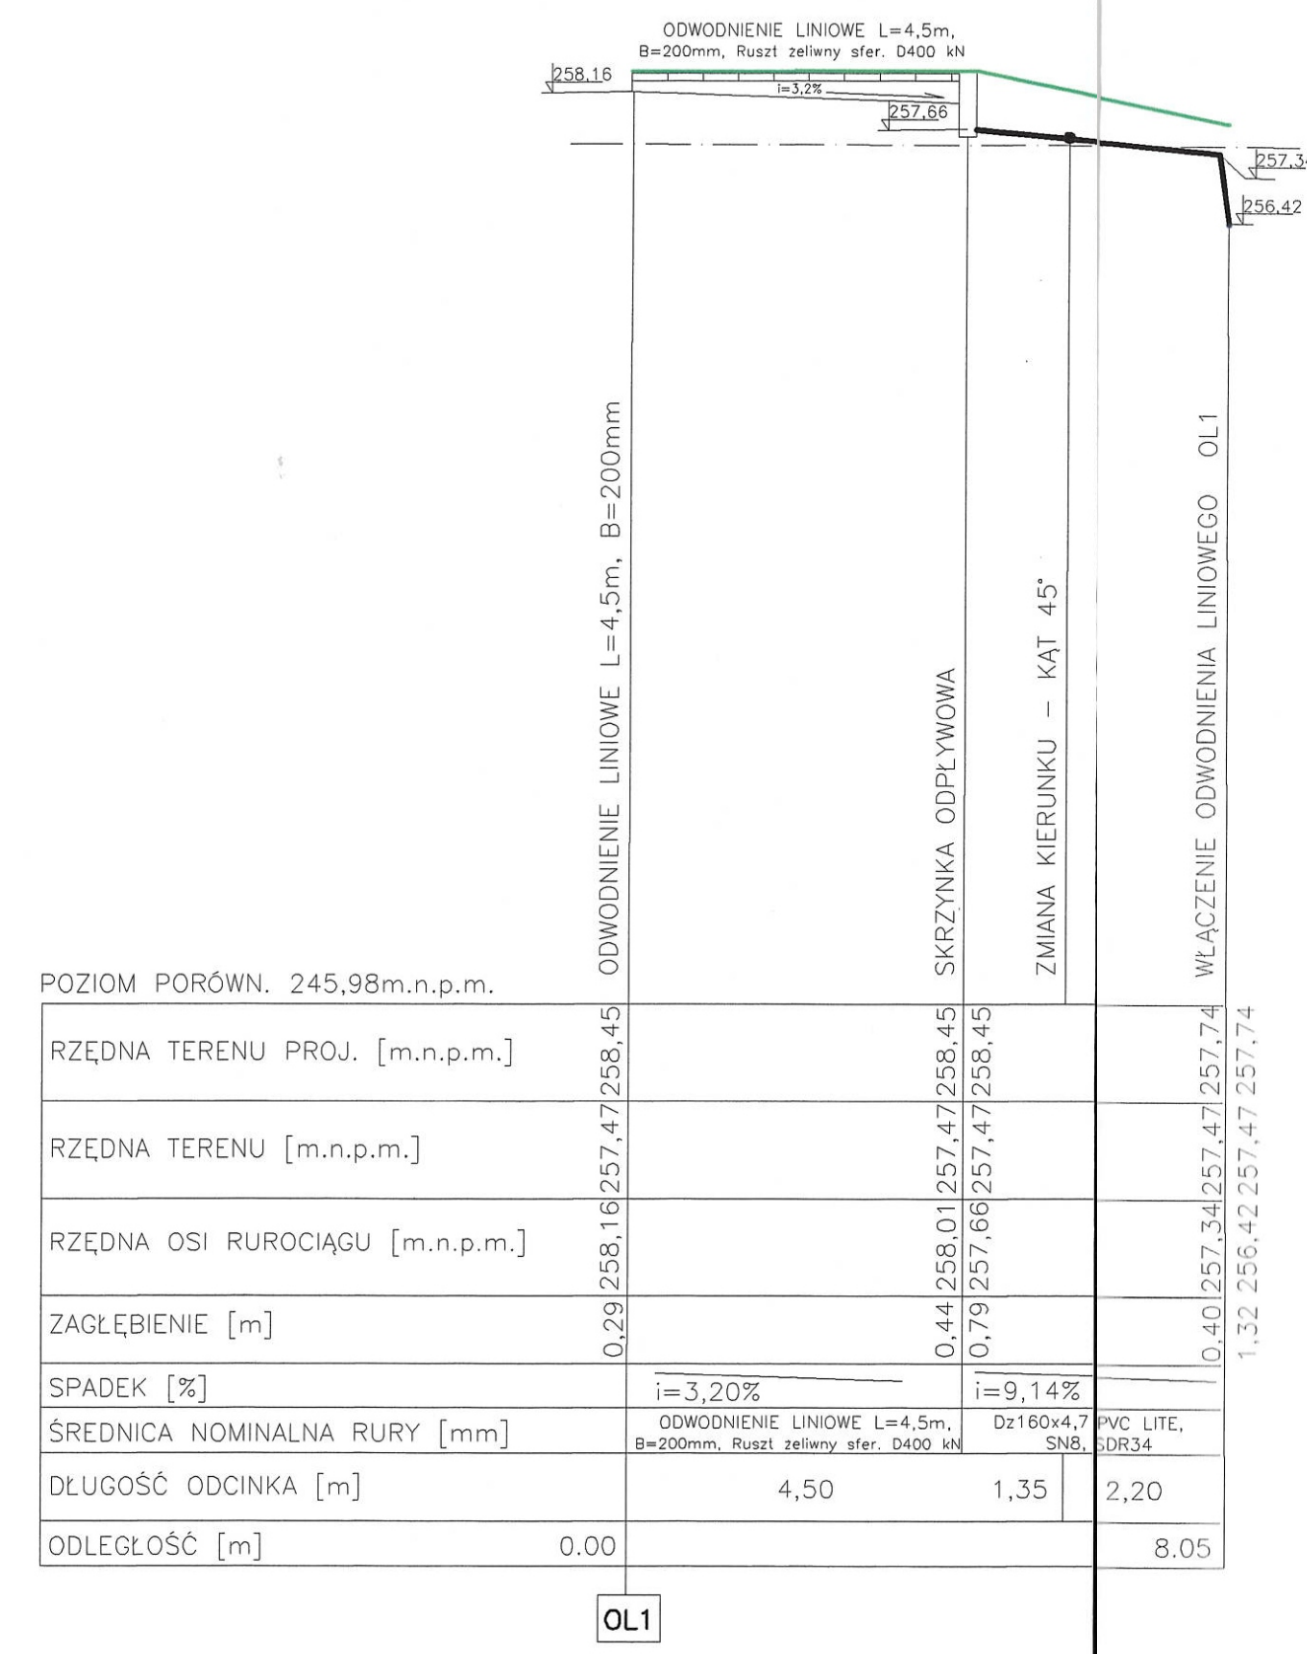 ODWODNIENIE LINIOWE L=4,5m,
B=200mm, Ruszt żeliwny sfer. D400 kN
258,16
i=3,2%
257,66
257,34
256,42
ODWODNIENIE LINIOWE L=4,5m, B=200mm
SKRZYNKA ODPŁYWOWA
ZMIANA KIERUNKU – KĄT 45°
WŁĄCZENIE ODWODNIENIA LINIOWEGO OL1
POZIOM PORÓWN. 245,98m.n.p.m.
RZĘDNA TERENU PROJ. [m.n.p.m.] 258,45 258,45 258,45 257,74 257,74
RZĘDNA TERENU [m.n.p.m.] 257,47 257,47 257,47 257,47 257,47
RZĘDNA OSI RUROCIĄGU [m.n.p.m.] 258,16 258,01 257,66 257,34 256,42
ZAGŁĘBIENIE [m] 0,29 0,44 0,79 0,40 1,32
SPADEK [%] i=3,20% i=9,14%
ŚREDNICA NOMINALNA RURY [mm]
ODWODNIENIE LINIOWE L=4,5m,
B=200mm, Ruszt żeliwny sfer. D400 kN
Dz160x4,7 PVC LITE,
SN8, SDR34
DŁUGOŚĆ ODCINKA [m] 4,50 1,35 2,20
ODLEGŁOŚĆ [m] 0.00 8.05
OL1